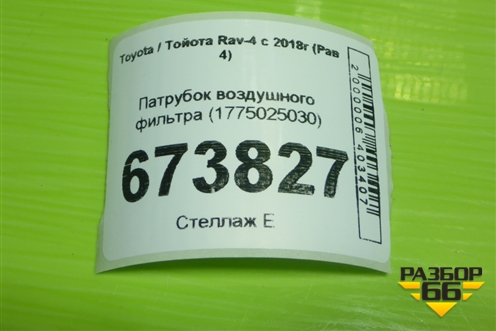 Toyota / Тойота Rav-4 с 2018г (Рав
4)
Патрубок воздушного
фильтра (1775025030)
673827
Стеллаж Е
2000006403407
РАЗБОР
66